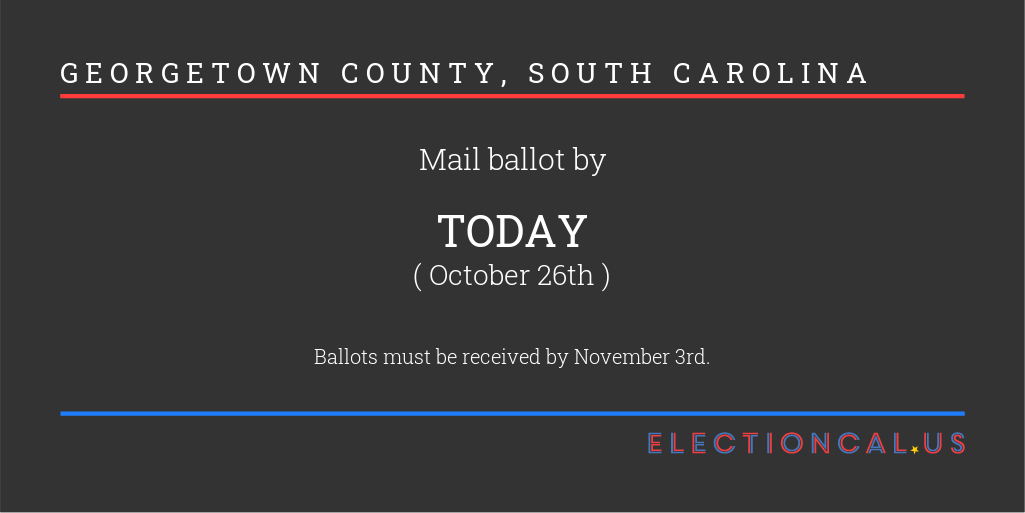 GEORGETOWN COUNTY, SOUTH CAROLINA
Mail ballot by
TODAY
( October 26th )
Ballots must be received by November 3rd.
ELECTIONCAL.US